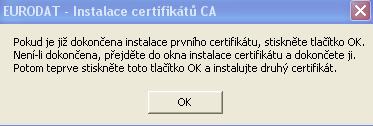 EURODAT - Instalace certifikátů CA
Pokud je již dokončena instalace prvního certifikátu, stiskněte tlačítko OK.
Není-li dokončena, přejděte do okna instalace certifikátu a dokončete ji.
Potom teprve stiskněte toto tlačítko OK a instalujte druhý certifikát.
OK